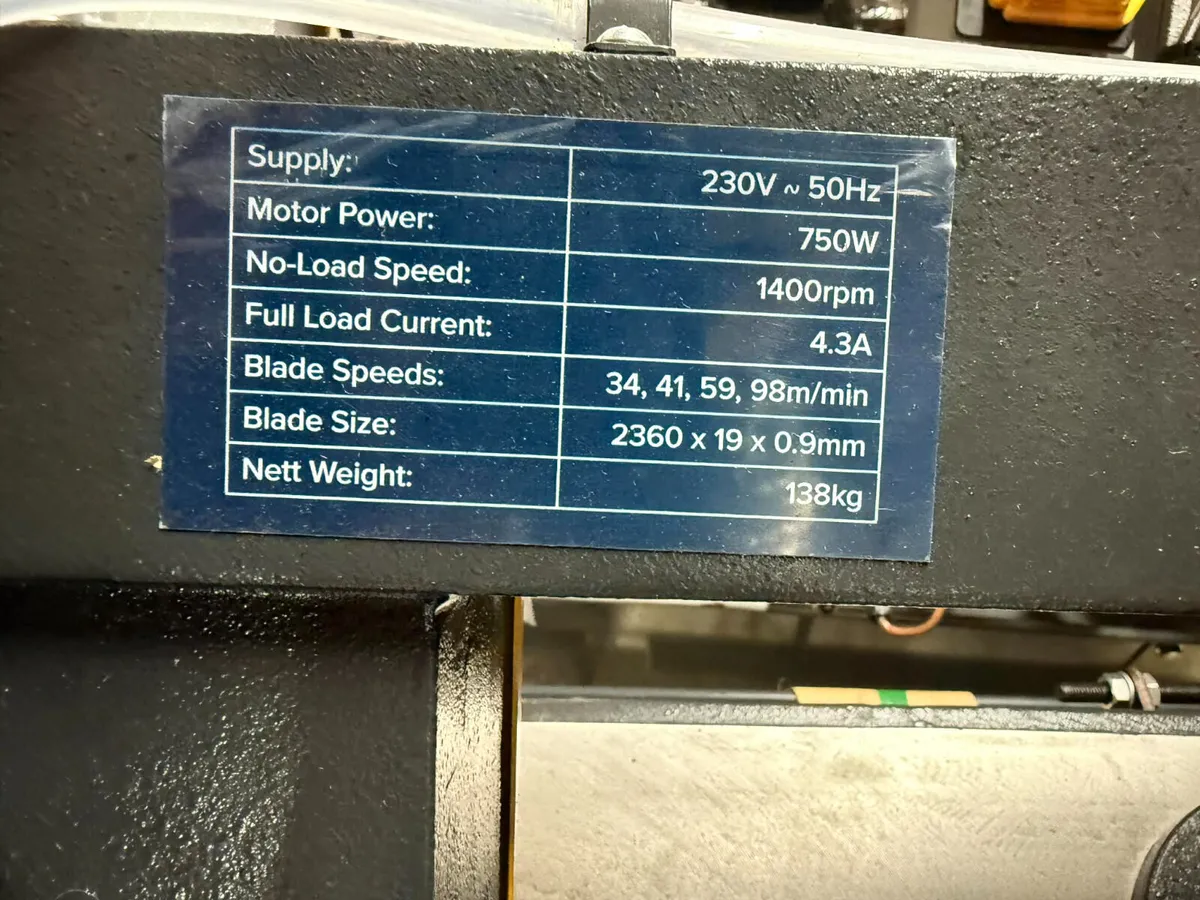 Supply: 230V ~ 50Hz
Motor Power: 750W
No-Load Speed: 1400rpm
Full Load Current: 4.3A
Blade Speeds: 34, 41, 59, 98m/min
Blade Size: 2360 x 19 x 0.9mm
Nett Weight: 138kg